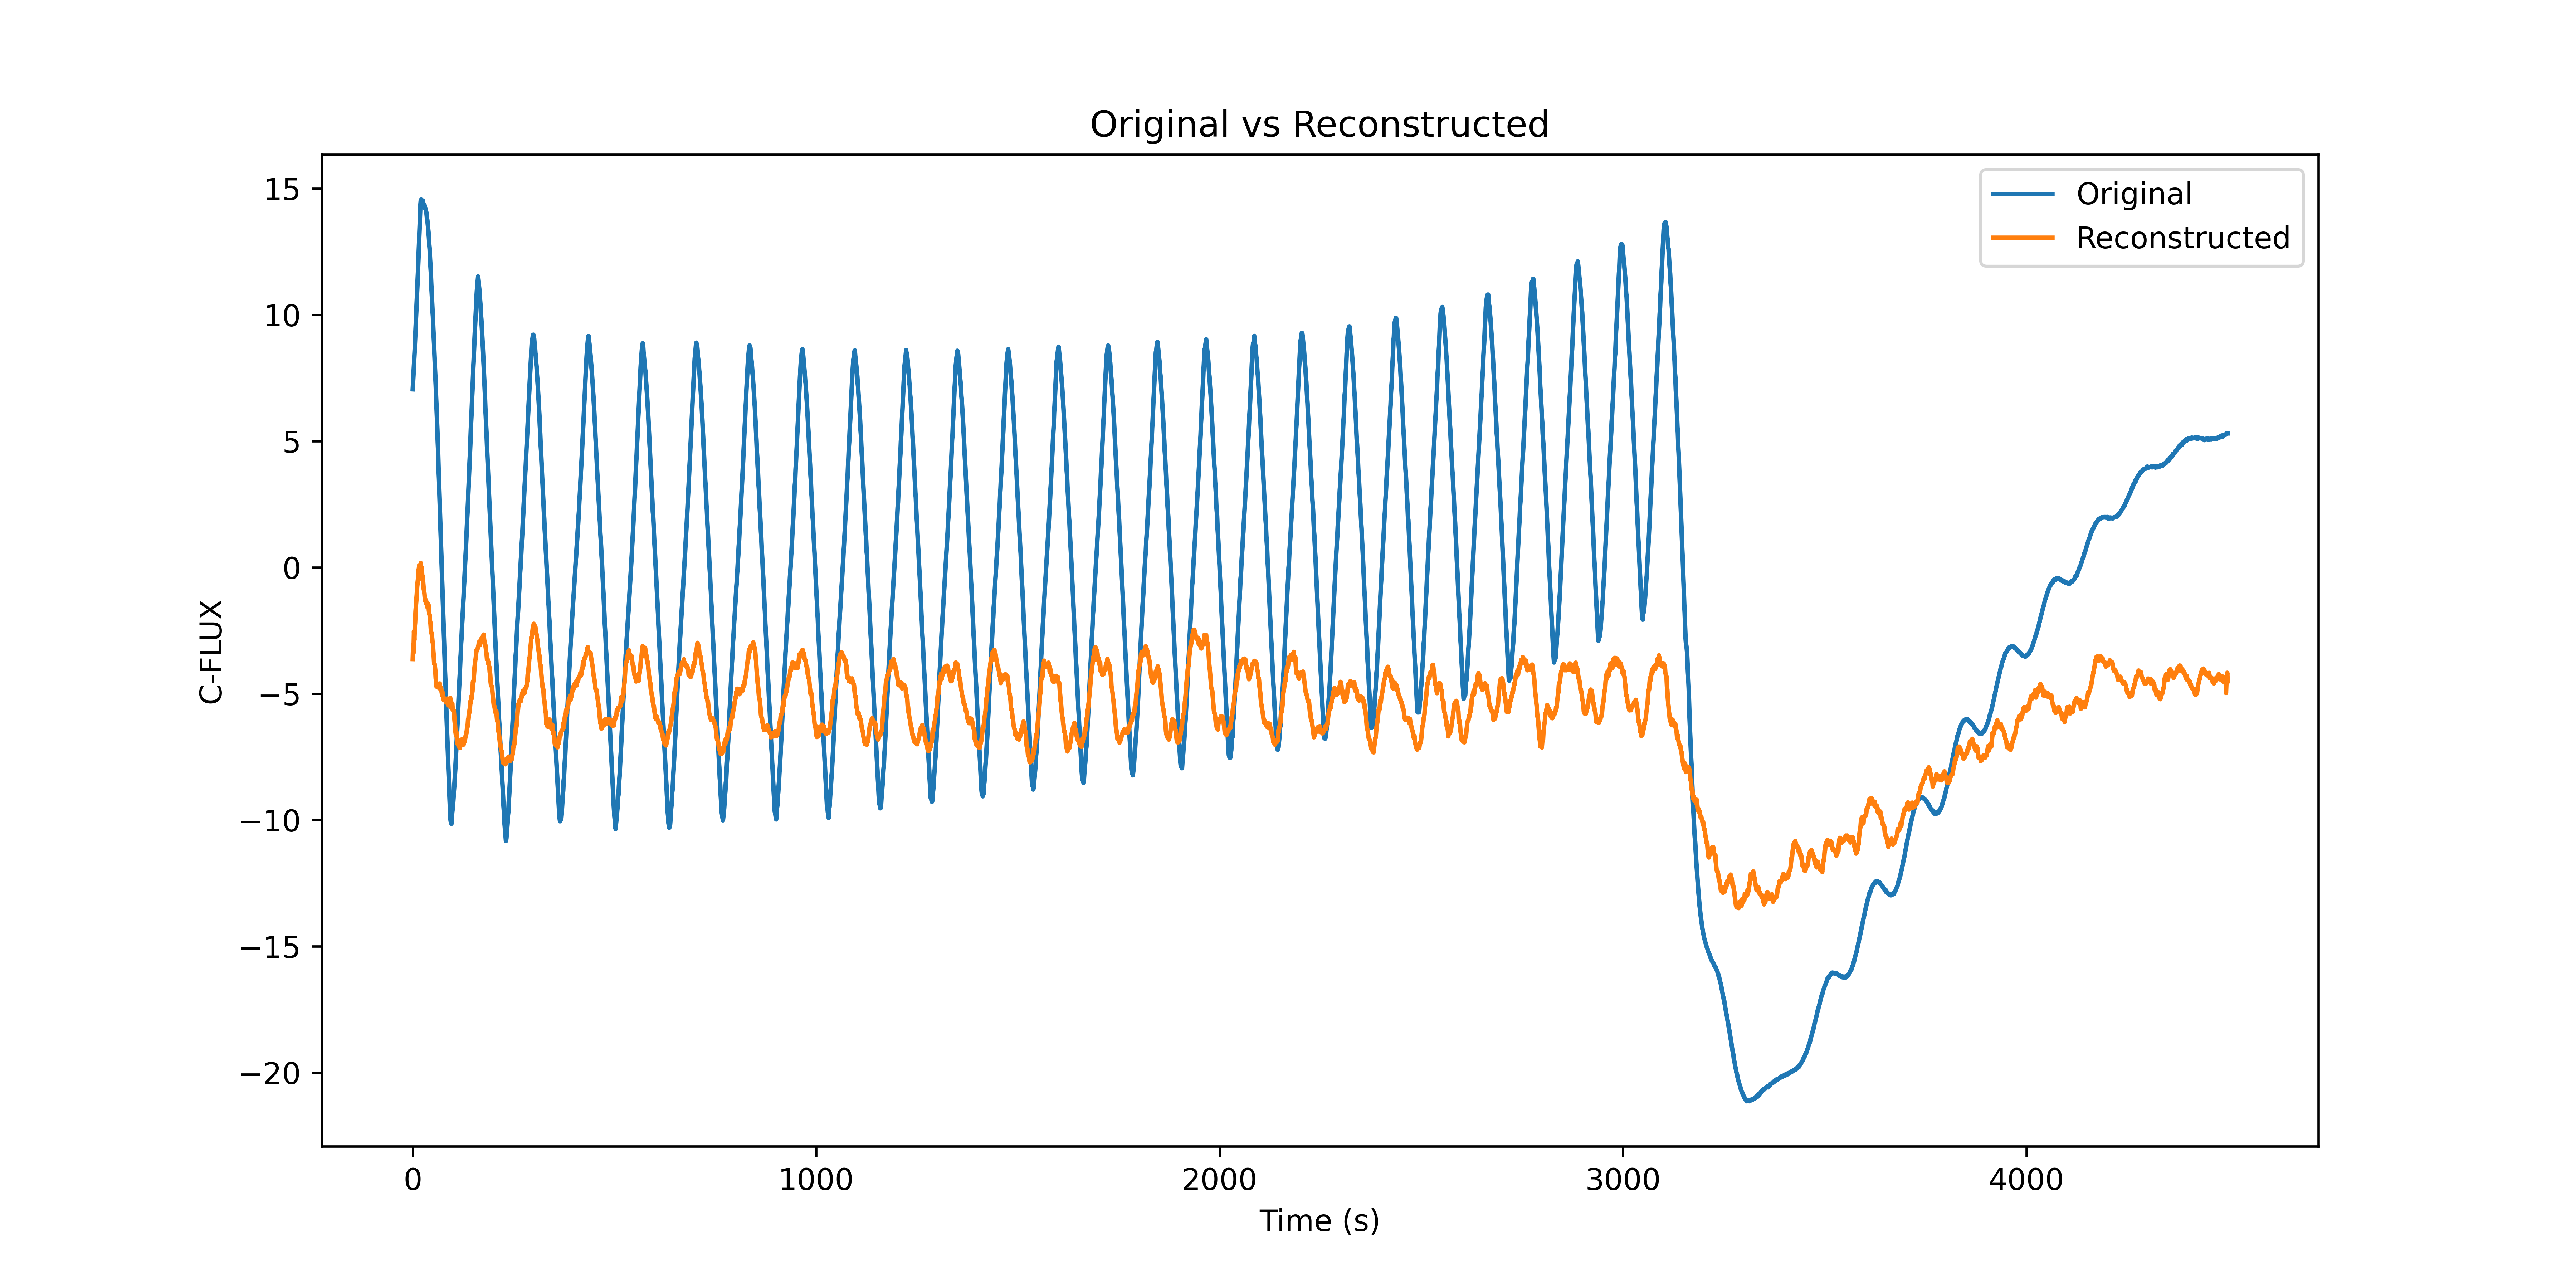 Original vs Reconstructed
Original
Reconstructed
15
10
5
0
−5
−10
−15
−20
C-FLUX
0
1000
2000
3000
4000
Time (s)